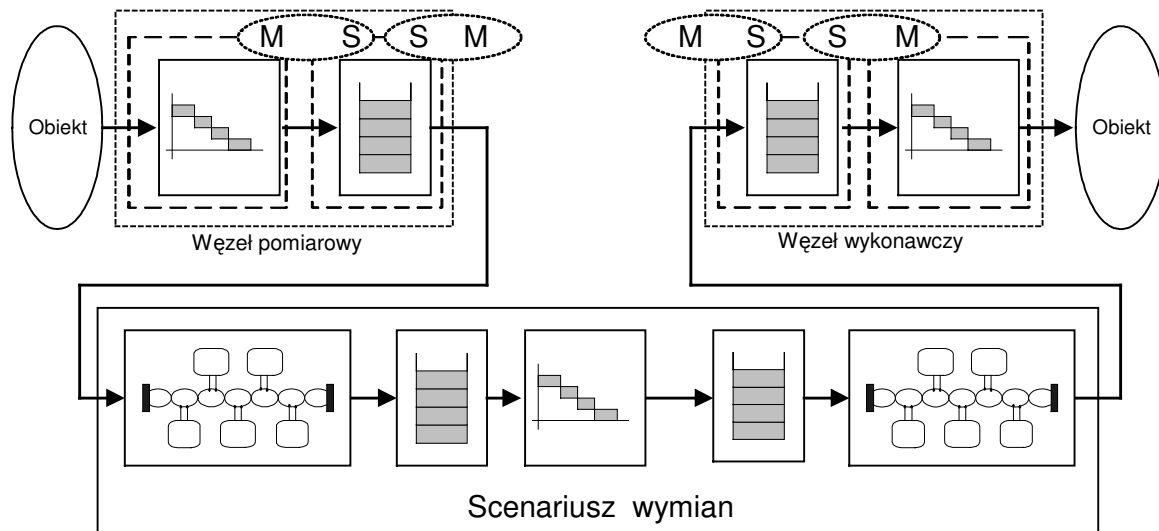 M S S M
M S S M
Obiekt
Obiekt
Węzeł pomiarowy
Węzeł wykonawczy
Scenariusz wymian